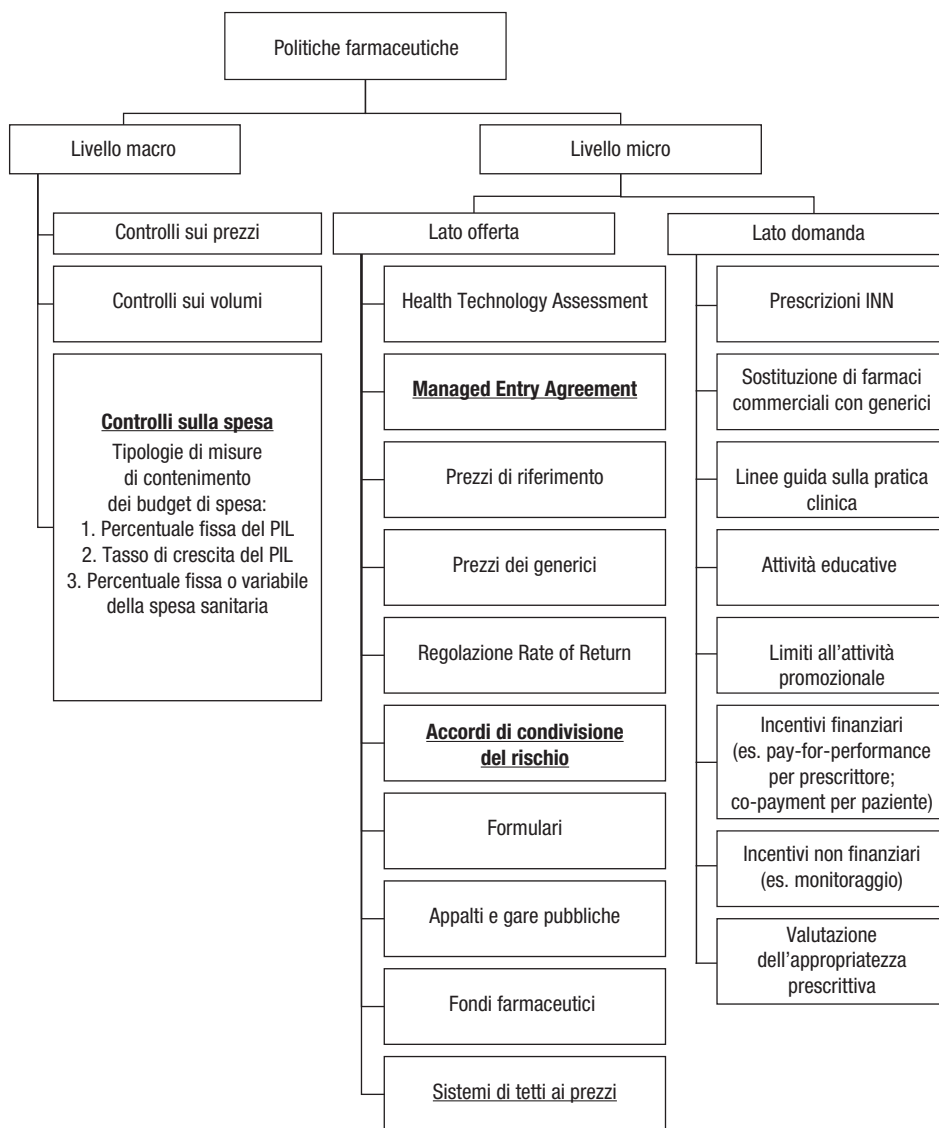 Politiche farmaceutiche
Livello macro
Livello micro
Controlli sui prezzi
Controlli sui volumi
Controlli sulla spesa
Tipologie di misure
di contenimento
dei budget di spesa:
1. Percentuale fissa del PIL
2. Tasso di crescita del PIL
3. Percentuale fissa o variabile
della spesa sanitaria
Lato offerta
Health Technology Assessment
Managed Entry Agreement
Prezzi di riferimento
Prezzi dei generici
Regolazione Rate of Return
Accordi di condivisione
del rischio
Formulari
Appalti e gare pubbliche
Fondi farmaceutici
Sistemi di tetti ai prezzi
Lato domanda
Prescrizioni INN
Sostituzione di farmaci
commerciali con generici
Linee guida sulla pratica
clinica
Attività educative
Limiti all'attività
promozionale
Incentivi finanziari
(es. pay-for-performance
per prescrittore;
co-payment per paziente)
Incentivi non finanziari
(es. monitoraggio)
Valutazione
dell'appropriatezza
prescrittiva